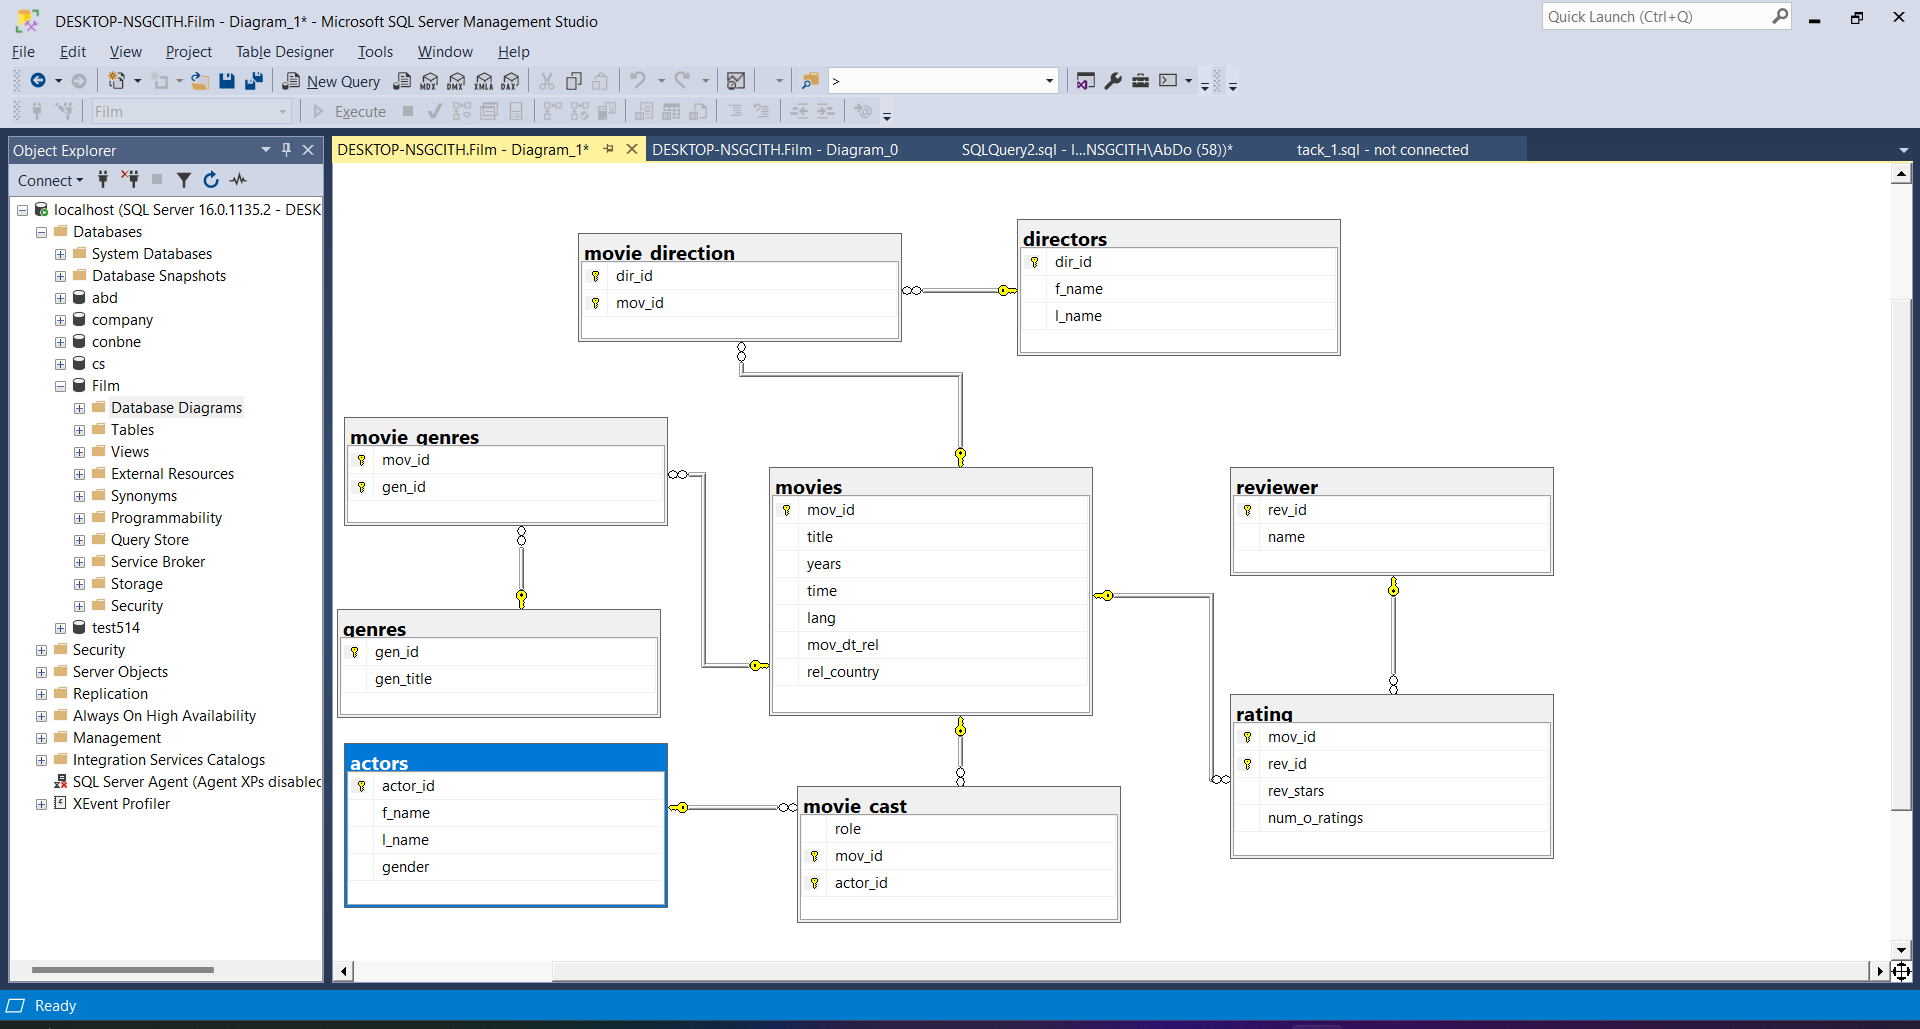 DESKTOP-NSGCITH.Film - Diagram_1* - Microsoft SQL Server Management Studio
Quick Launch (Ctrl+Q)
File Edit View Project Table Designer Tools Window Help
New Query MDX DMX XMLA DAX >
Film Execute
Object Explorer
DESKTOP-NSGCITH.Film - Diagram_1* DESKTOP-NSGCITH.Film - Diagram_0 SQLQuery2.sql - l...NSGCITH\AbDo (58))* tack_1.sql - not connected
Connect
localhost (SQL Server 16.0.1135.2 - DESK
Databases
System Databases
Database Snapshots
abd
company
conbne
cs
Film
Database Diagrams
Tables
Views
External Resources
Synonyms
Programmability
Query Store
Service Broker
Storage
Security
test514
Security
Server Objects
Replication
Always On High Availability
Management
Integration Services Catalogs
SQL Server Agent (Agent XPs disabled
XEvent Profiler
movie_direction
dir_id
mov_id
directors
dir_id
f_name
l_name
movie_genres
mov_id
gen_id
movies
mov_id
title
years
time
lang
mov_dt_rel
rel_country
reviewer
rev_id
name
genres
gen_id
gen_title
rating
mov_id
rev_id
rev_stars
num_o_ratings
actors
actor_id
f_name
l_name
gender
movie_cast
role
mov_id
actor_id
Ready